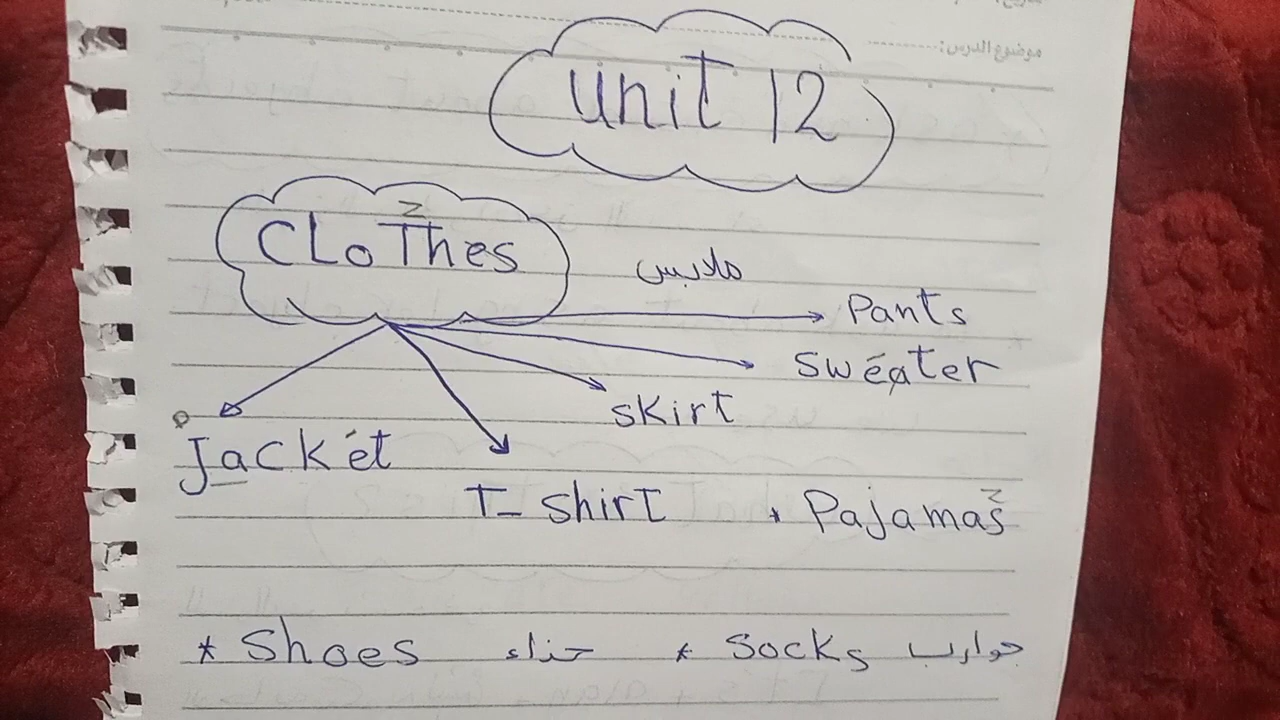 موضوع الدرس:
unit 12
CLoThes
ملابس
Pants
sweater
skirt
Jacket
T- shirt * Pajamas
* Shoes حذاء * Socks جوارب